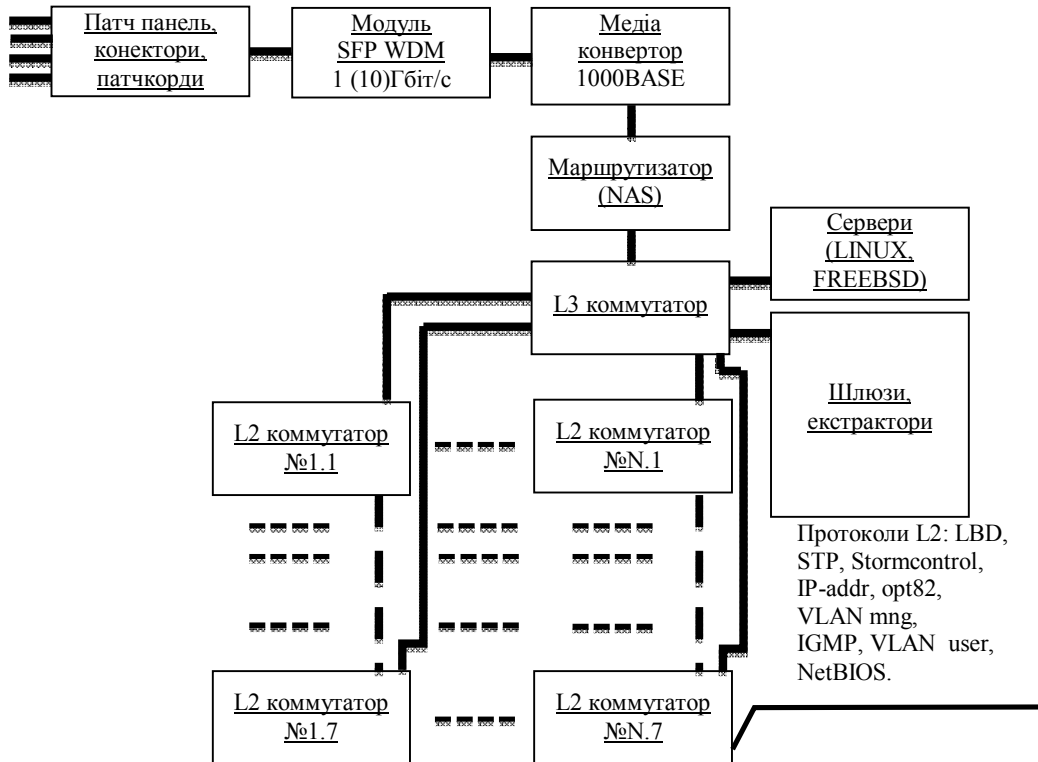 Патч панель,
конектори,
патчкорди
Модуль
SFP WDM
1 (10)Гбіт/с
Медіа
конвертор
1000BASE
Маршрутизатор
(NAS)
Сервери
(LINUX,
FREEBSD)
L3 коммутатор
Шлюзи,
екстрактори
L2 коммутатор
№1.1
L2 коммутатор
№N.1
Протоколи L2: LBD,
STP, Stormcontrol,
IP-addr, opt82,
VLAN mng,
IGMP, VLAN user,
NetBIOS.
L2 коммутатор
№1.7
L2 коммутатор
№N.7